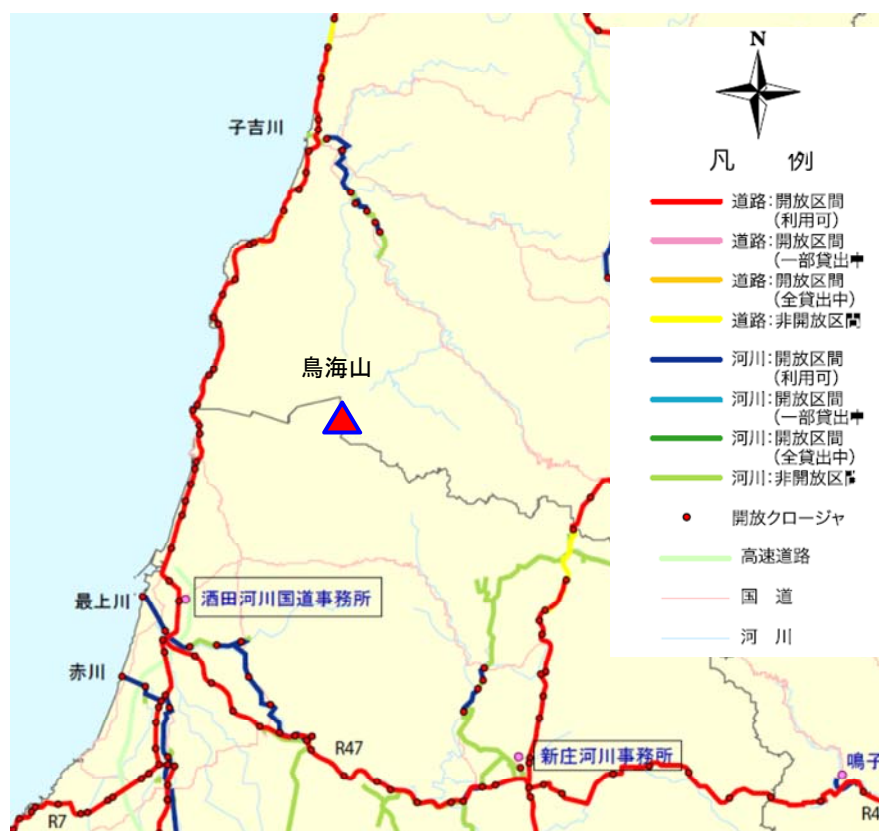 子吉川
鳥海山
最上川
酒田河川国道事務所
赤川
R47
新庄河川事務所
鳴子
R7
R4
N
凡 例
道路:開放区間
(利用可)
道路:開放区間
(一部貸出中
道路:開放区間
(全貸出中)
道路:非開放区間
河川:開放区間
(利用可)
河川:開放区間
(一部貸出中
河川:開放区間
(全貸出中)
河川:非開放区間
開放クロージャ
高速道路
国 道
河 川